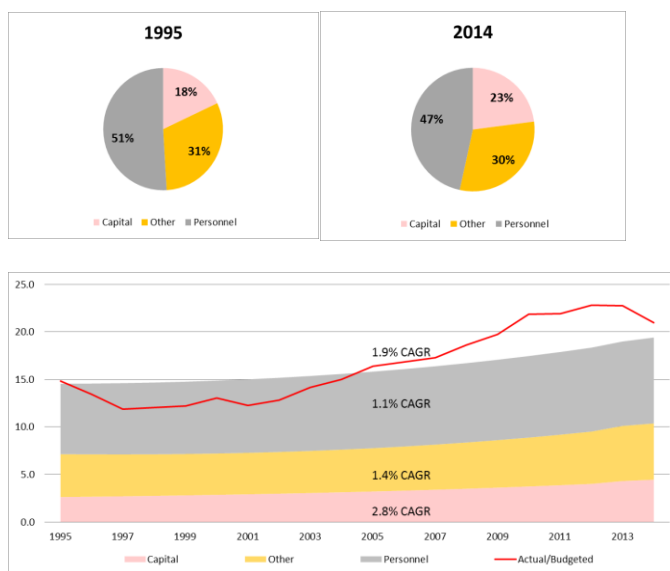 1995
18%
51%
31%
Capital Other Personnel
2014
23%
47%
30%
Capital Other Personnel
25.0
20.0
15.0
10.0
5.0
0.0
1.9% CAGR
1.1% CAGR
1.4% CAGR
2.8% CAGR
1995 1997 1999 2001 2003 2005 2007 2009 2011 2013
Capital Other Personnel Actual/Budgeted